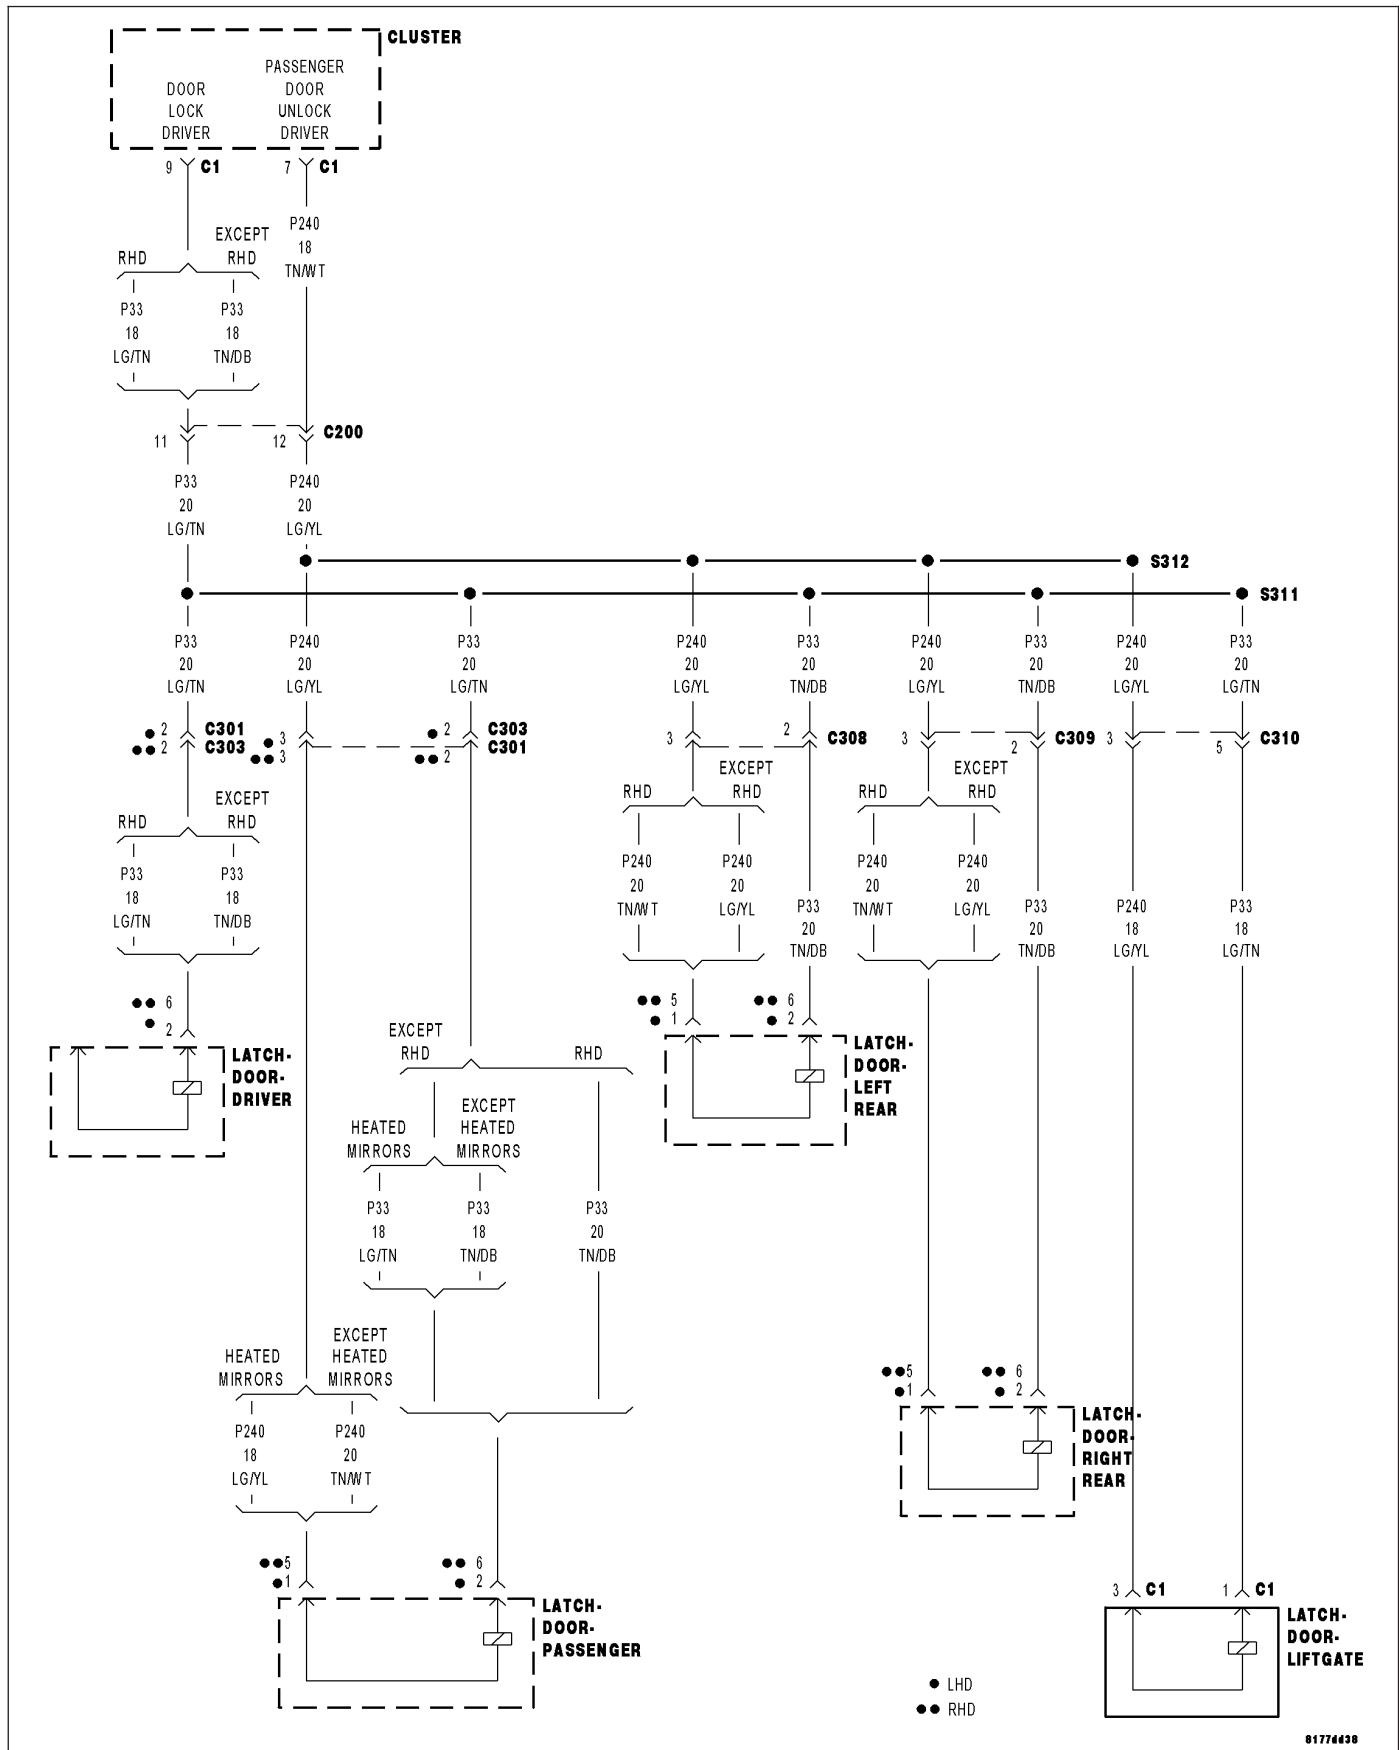 CLUSTER
DOOR
LOCK
DRIVER
PASSENGER
DOOR
UNLOCK
DRIVER
9 C1
7 C1
P240
18
TN/WT
RHD
EXCEPT
RHD
P33
18
LG/TN
P33
18
TN/DB
11
12
C200
P33
20
LG/TN
P240
20
LG/YL
S312
S311
P33
20
LG/TN
P240
20
LG/YL
P33
20
LG/TN
P240
20
LG/YL
P33
20
TN/DB
P240
20
LG/YL
P33
20
TN/DB
P240
20
LG/YL
P33
20
LG/TN
● 2 C301
●● 2 C303
● 3
●● 3
● 2 C303
●● 2 C301
3
2
C308
3
2
C309
3
5
C310
RHD
EXCEPT
RHD
P33
18
LG/TN
P33
18
TN/DB
●● 6
● 2
LATCH-
DOOR-
DRIVER
RHD
EXCEPT
RHD
P240
20
TN/WT
P240
20
LG/YL
P33
20
TN/DB
●● 5
● 1
●● 6
● 2
LATCH-
DOOR-
LEFT
REAR
RHD
EXCEPT
RHD
P240
20
TN/WT
P240
20
LG/YL
P33
20
TN/DB
P240
18
LG/YL
P33
18
LG/TN
EXCEPT
RHD
RHD
HEATED
MIRRORS
EXCEPT
HEATED
MIRRORS
P33
18
LG/TN
P33
18
TN/DB
P33
20
TN/DB
HEATED
MIRRORS
EXCEPT
HEATED
MIRRORS
P240
18
LG/YL
P240
20
TN/WT
●● 5
● 1
●● 6
● 2
LATCH-
DOOR-
RIGHT
REAR
●● 5
● 1
●● 6
● 2
LATCH-
DOOR-
PASSENGER
3 C1
1 C1
LATCH-
DOOR-
LIFTGATE
● LHD
●● RHD
8177dd38